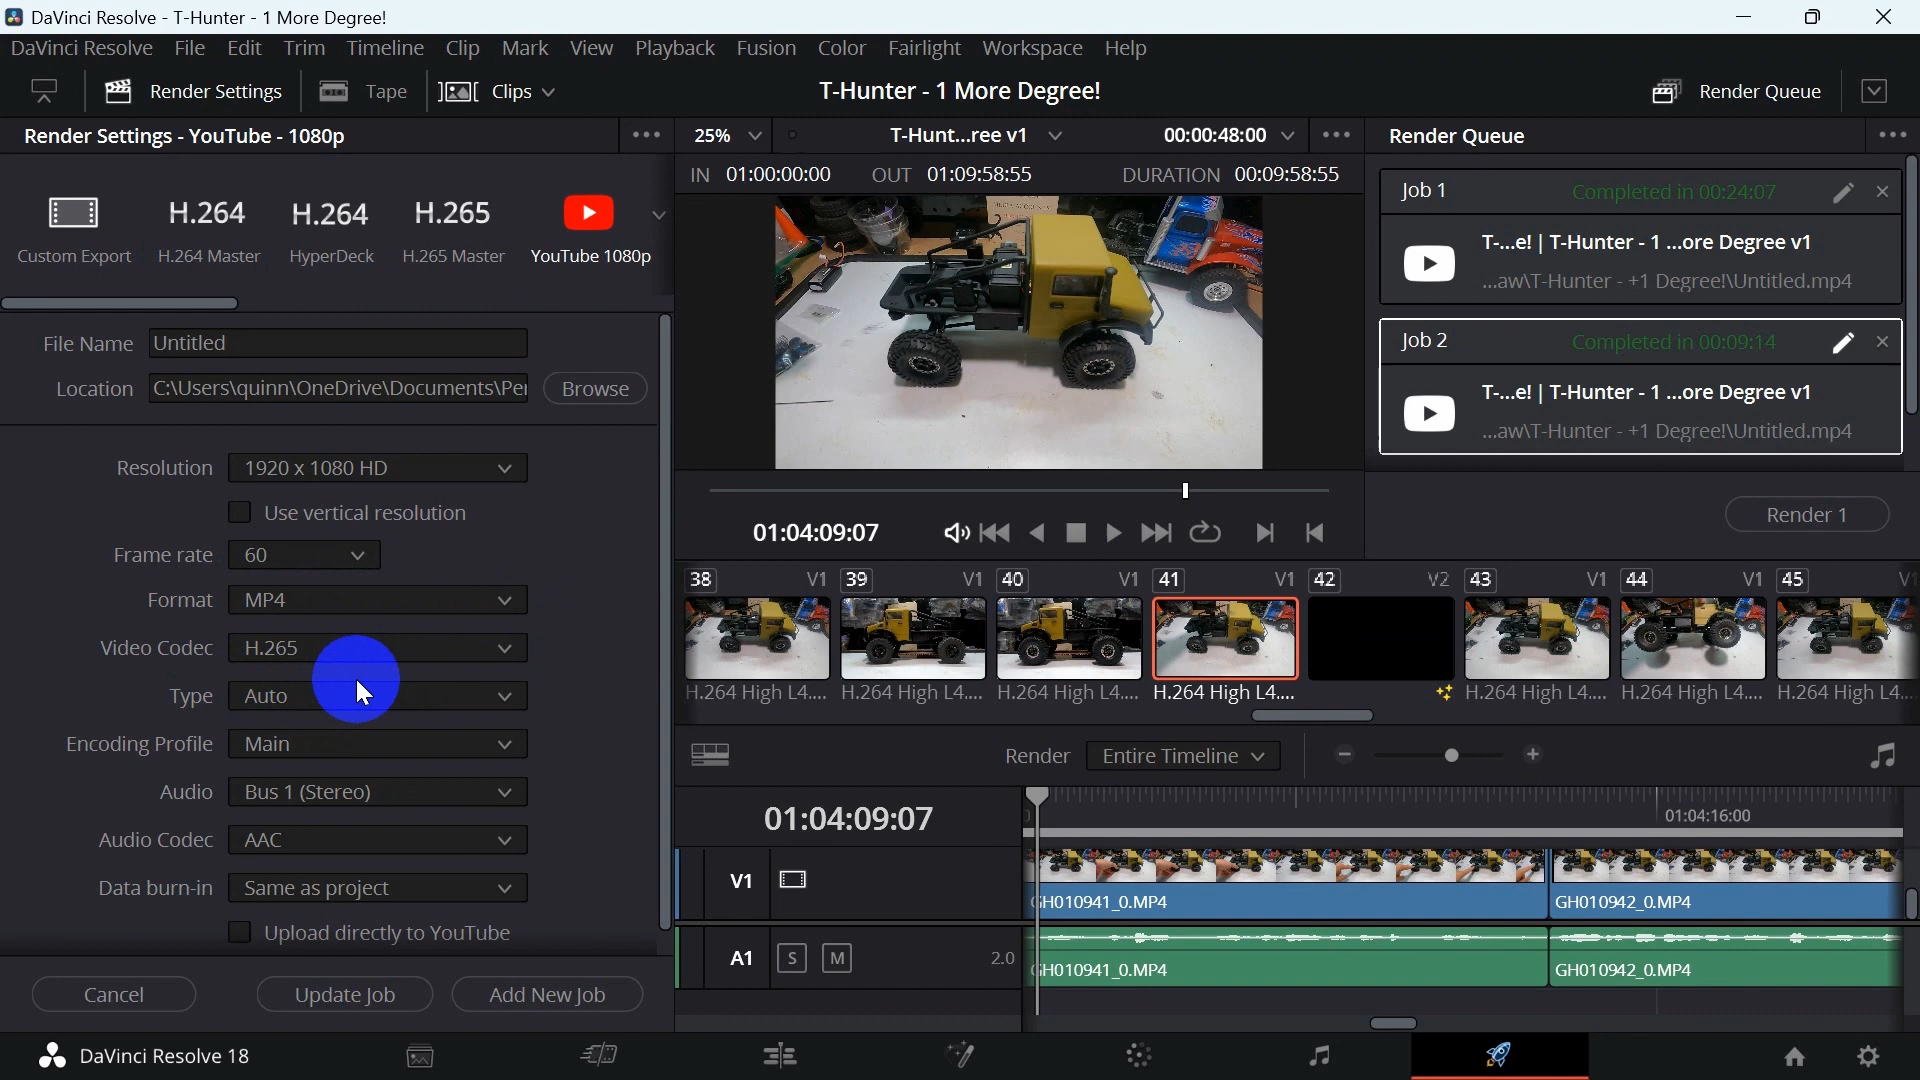 DaVinci Resolve - T-Hunter - 1 More Degree!
DaVinci Resolve File Edit Trim Timeline Clip Mark View Playback Fusion Color Fairlight Workspace Help
Render Settings Tape Clips T-Hunter - 1 More Degree! Render Queue
Render Settings - YouTube - 1080p 25% T-Hunt...ree v1 00:00:48:00 Render Queue
IN 01:00:00:00 OUT 01:09:58:55 DURATION 00:09:58:55
H.264 H.264 H.265
Custom Export H.264 Master HyperDeck H.265 Master YouTube 1080p
Job 1 Completed in 00:24:07
T-...e! | T-Hunter - 1 ...ore Degree v1
...aw\T-Hunter - +1 Degree!\Untitled.mp4
Job 2 Completed in 00:09:14
T-...e! | T-Hunter - 1 ...ore Degree v1
...aw\T-Hunter - +1 Degree!\Untitled.mp4
Render 1
File Name Untitled
Location C:\Users\quinn\OneDrive\Documents\Per Browse
Resolution 1920 x 1080 HD
Use vertical resolution
Frame rate 60
Format MP4
Video Codec H.265
Type Auto
Encoding Profile Main
Audio Bus 1 (Stereo)
Audio Codec AAC
Data burn-in Same as project
Upload directly to YouTube
Cancel Update Job Add New Job
01:04:09:07
38 V1 39 V1 40 V1 41 V1 42 V2 43 V1 44 V1 45 V1
H.264 High L4.... H.264 High L4.... H.264 High L4.... H.264 High L4.... H.264 High L4.... H.264 High L4.... H.264 High L4....
Render Entire Timeline
01:04:09:07 01:04:16:00
V1 GH010941_0.MP4 GH010942_0.MP4
A1 S M 2.0 GH010941_0.MP4 GH010942_0.MP4
DaVinci Resolve 18